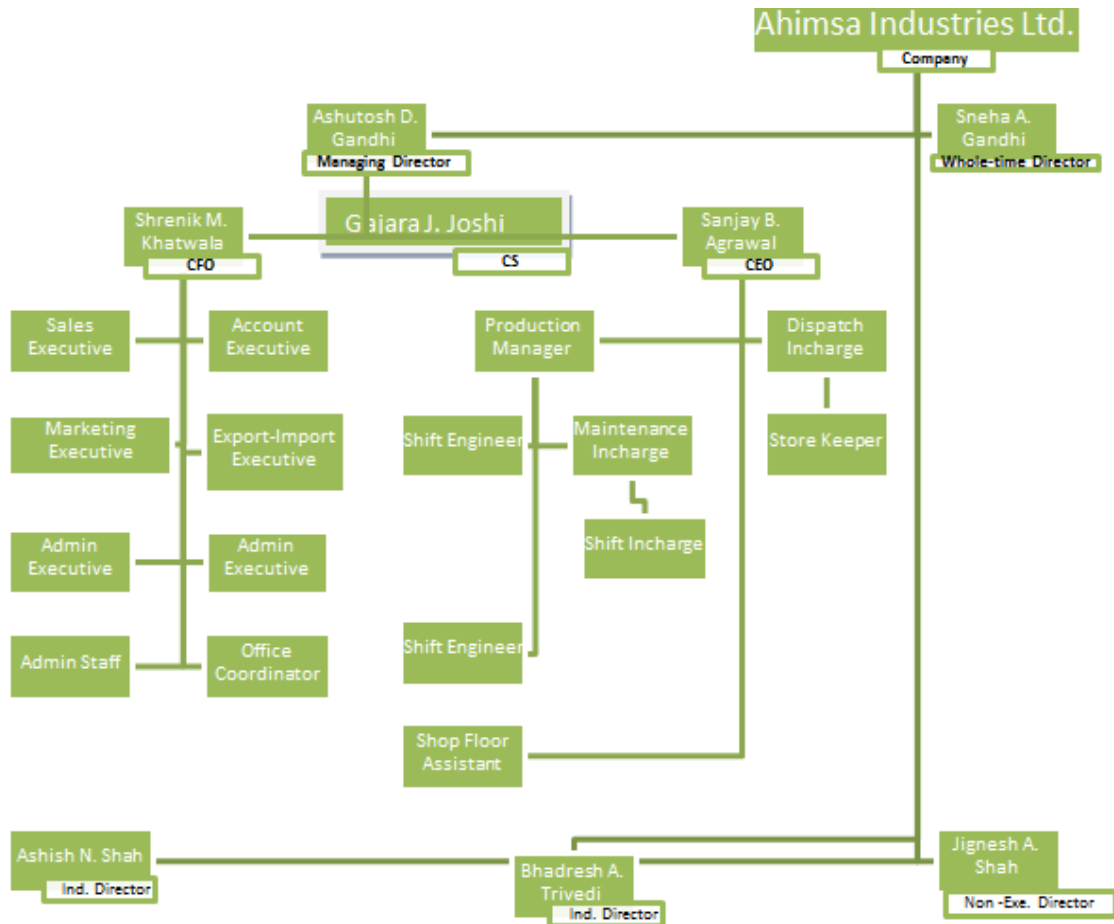 Ahimsa Industries Ltd.
Company
Ashutosh D.
Gandhi
Managing Director
Sneha A.
Gandhi
Whole-time Director
Shrenik M.
Khatwala
CFO
Gajara J. Joshi
CS
Sanjay B.
Agrawal
CEO
Sales
Executive
Account
Executive
Production
Manager
Dispatch
Incharge
Marketing
Executive
Export-Import
Executive
Shift Engineer
Maintenance
Incharge
Store Keeper
Admin
Executive
Admin
Executive
Shift Incharge
Admin Staff
Office
Coordinator
Shift Engineer
Shop Floor
Assistant
Ashish N. Shah
Ind. Director
Bhadresh A.
Trivedi
Ind. Director
Jignesh A.
Shah
Non -Exe. Director